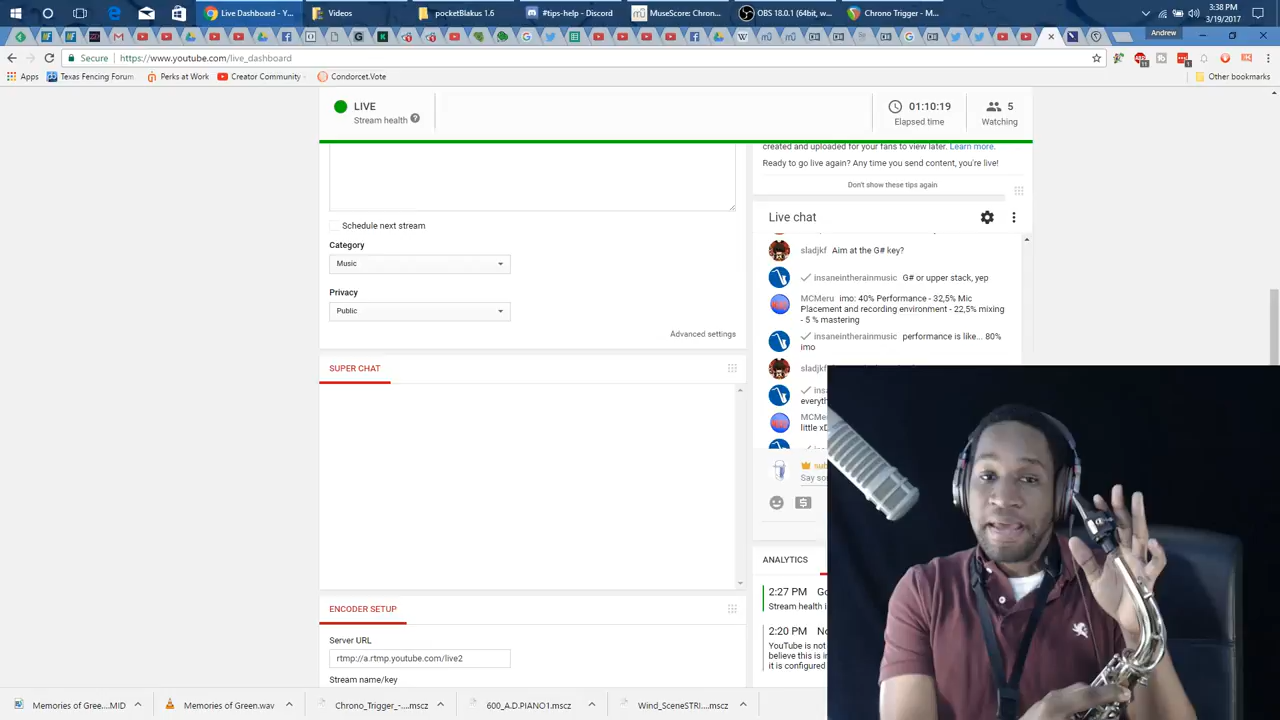 Live Dashboard - Y...
Videos
pocketBlakus 1.6
#tips-help - Discord
MuseScore: Chron...
OBS 18.0.1 (64bit, w...
Chrono Trigger - M...
3:38 PM
3/19/2017
Andrew
Secure
https://www.youtube.com/live_dashboard
Apps
Texas Fencing Forum
Perks at Work
Creator Community
Condorcet.Vote
Other bookmarks
LIVE
Stream health
01:10:19
Elapsed time
5
Watching
created and uploaded for your fans to view later. Learn more.
Ready to go live again? Any time you send content, you're live!
Don't show these tips again
Schedule next stream
Category
Music
Privacy
Public
Advanced settings
Live chat
sladjkf Aim at the G# key?
insaneintherainmusic G# or upper stack, yep
MCMeru imo: 40% Performance - 32,5% Mic
Placement and recording environment - 22,5% mixing
- 5 % mastering
insaneintherainmusic performance is like... 80%
imo
sladjkf
insa
everyth
MCMeru
little xD
Say so
SUPER CHAT
ANALYTICS
2:27 PM Go
Stream health i
2:20 PM No
YouTube is not
believe this is i
it is configured
ENCODER SETUP
Server URL
rtmp://a.rtmp.youtube.com/live2
Stream name/key
Memories of Gree....MID
Memories of Green.wav
Chrono_Trigger_-....mscz
600_A.D.PIANO1.mscz
Wind_SceneSTRI....mscz